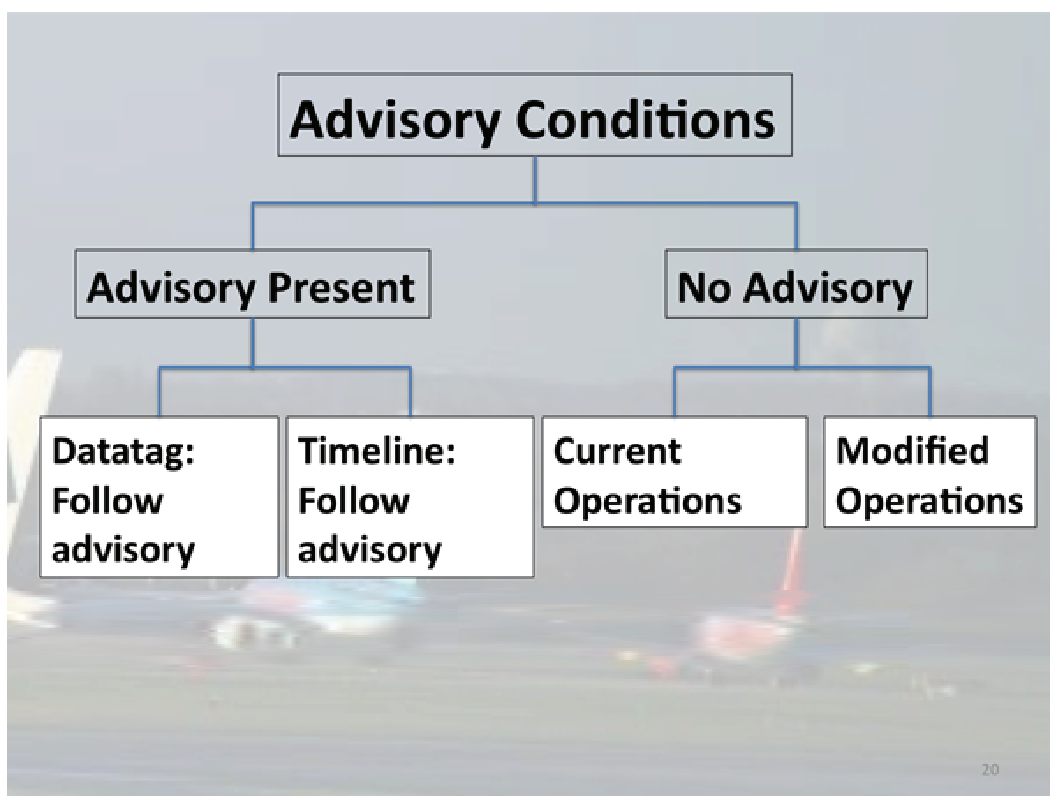 Advisory Conditions
Advisory Present
No Advisory
Datatag:
Follow
advisory
Timeline:
Follow
advisory
Current
Operations
Modified
Operations
20